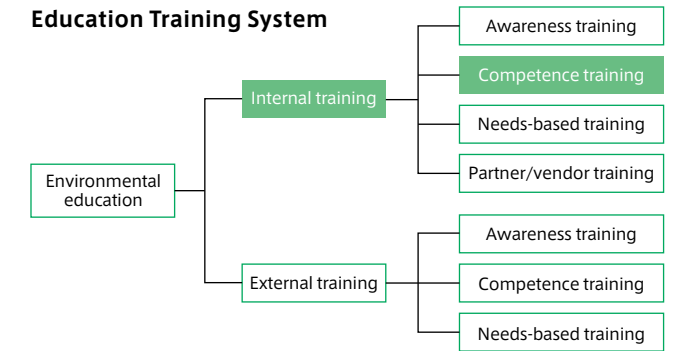 Education Training System
Awareness training
Competence training
Internal training
Needs-based training
Partner/vendor training
Environmental
education
Awareness training
External training
Competence training
Needs-based training